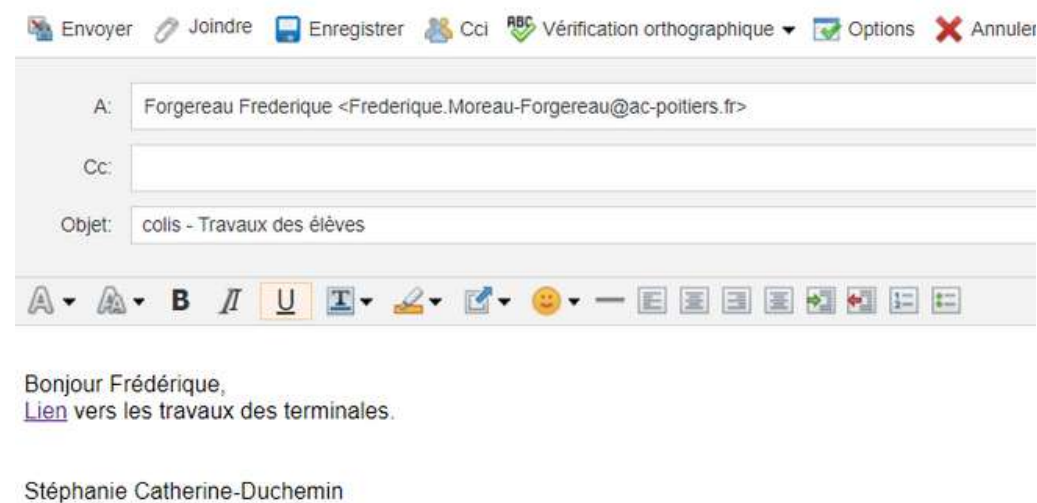 Envoyer Joindre Enregistrer Cci ABC Vérification orthographique Options Annuler
A: Forgereau Frederique <Frederique.Moreau-Forgereau@ac-poitiers.fr>
Cc:
Objet: colis - Travaux des élèves
A A B I U T
Bonjour Frédérique,
Lien vers les travaux des terminales.
Stéphanie Catherine-Duchemin